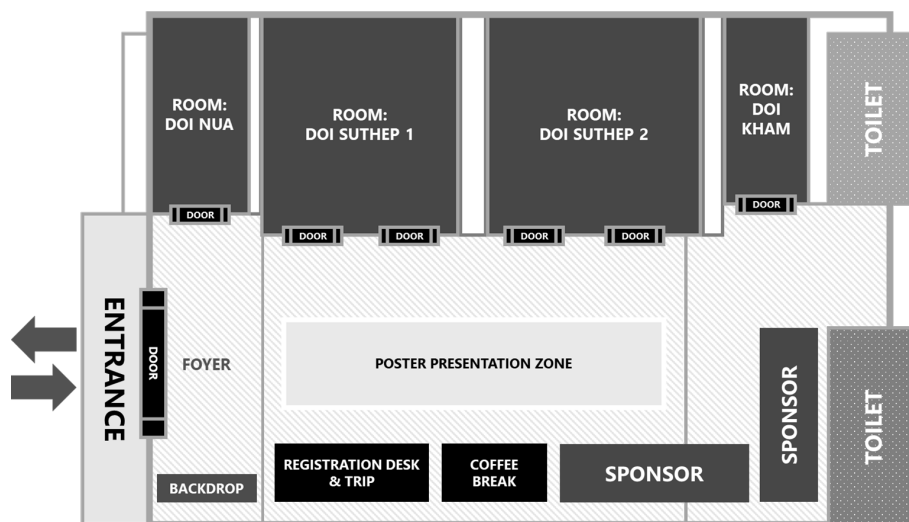 ROOM:
DOI NUA
ROOM:
DOI SUTHEP 1
ROOM:
DOI SUTHEP 2
ROOM:
DOI
KHAM
TOILET
DOOR
DOOR
DOOR
DOOR
DOOR
DOOR
ENTRANCE
DOOR
FOYER
POSTER PRESENTATION ZONE
BACKDROP
REGISTRATION DESK
& TRIP
COFFEE
BREAK
SPONSOR
SPONSOR
TOILET